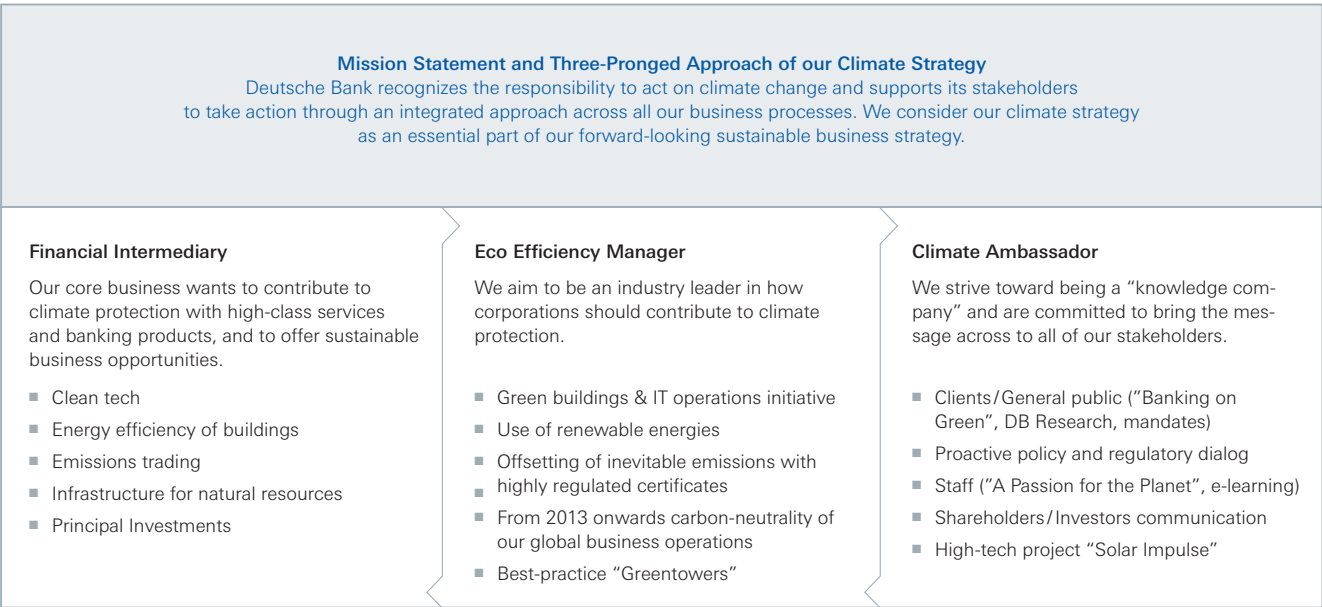 Mission Statement and Three-Pronged Approach of our Climate Strategy
Deutsche Bank recognizes the responsibility to act on climate change and supports its stakeholders
to take action through an integrated approach across all our business processes. We consider our climate strategy
as an essential part of our forward-looking sustainable business strategy.
Financial Intermediary
Our core business wants to contribute to
climate protection with high-class services
and banking products, and to offer sustainable
business opportunities.
■ Clean tech
■ Energy efficiency of buildings
■ Emissions trading
■ Infrastructure for natural resources
■ Principal Investments
Eco Efficiency Manager
We aim to be an industry leader in how
corporations should contribute to climate
protection.
■ Green buildings & IT operations initiative
■ Use of renewable energies
■ Offsetting of inevitable emissions with
■ highly regulated certificates
■ From 2013 onwards carbon-neutrality of
our global business operations
■ Best-practice “Greentowers”
Climate Ambassador
We strive toward being a “knowledge com-
pany” and are committed to bring the mes-
sage across to all of our stakeholders.
■ Clients/General public (”Banking on
Green”, DB Research, mandates)
■ Proactive policy and regulatory dialog
■ Staff (”A Passion for the Planet”, e-learning)
■ Shareholders/Investors communication
■ High-tech project “Solar Impulse”